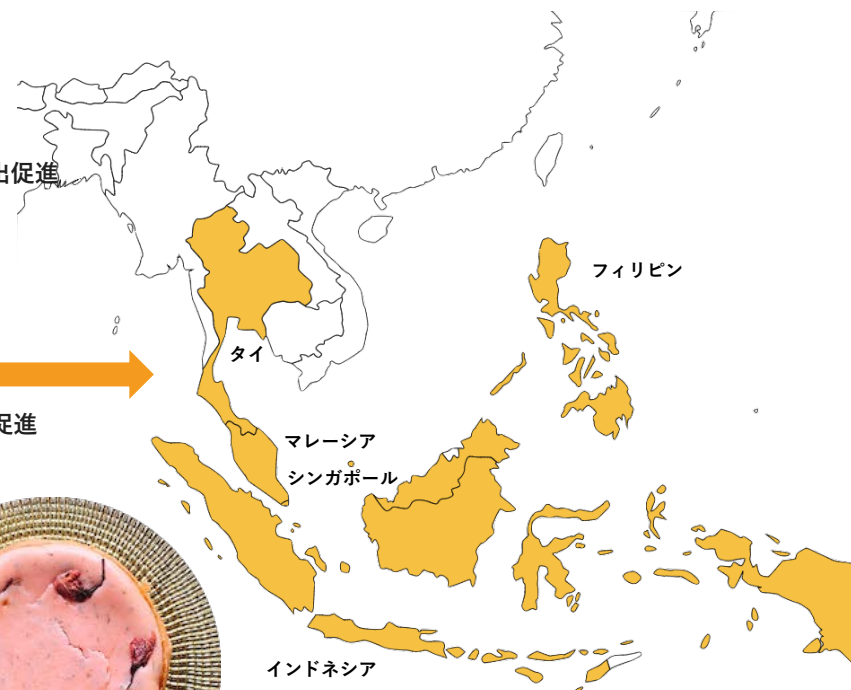 出促進
フィリピン
タイ
促進
マレーシア
シンガポール
インドネシア